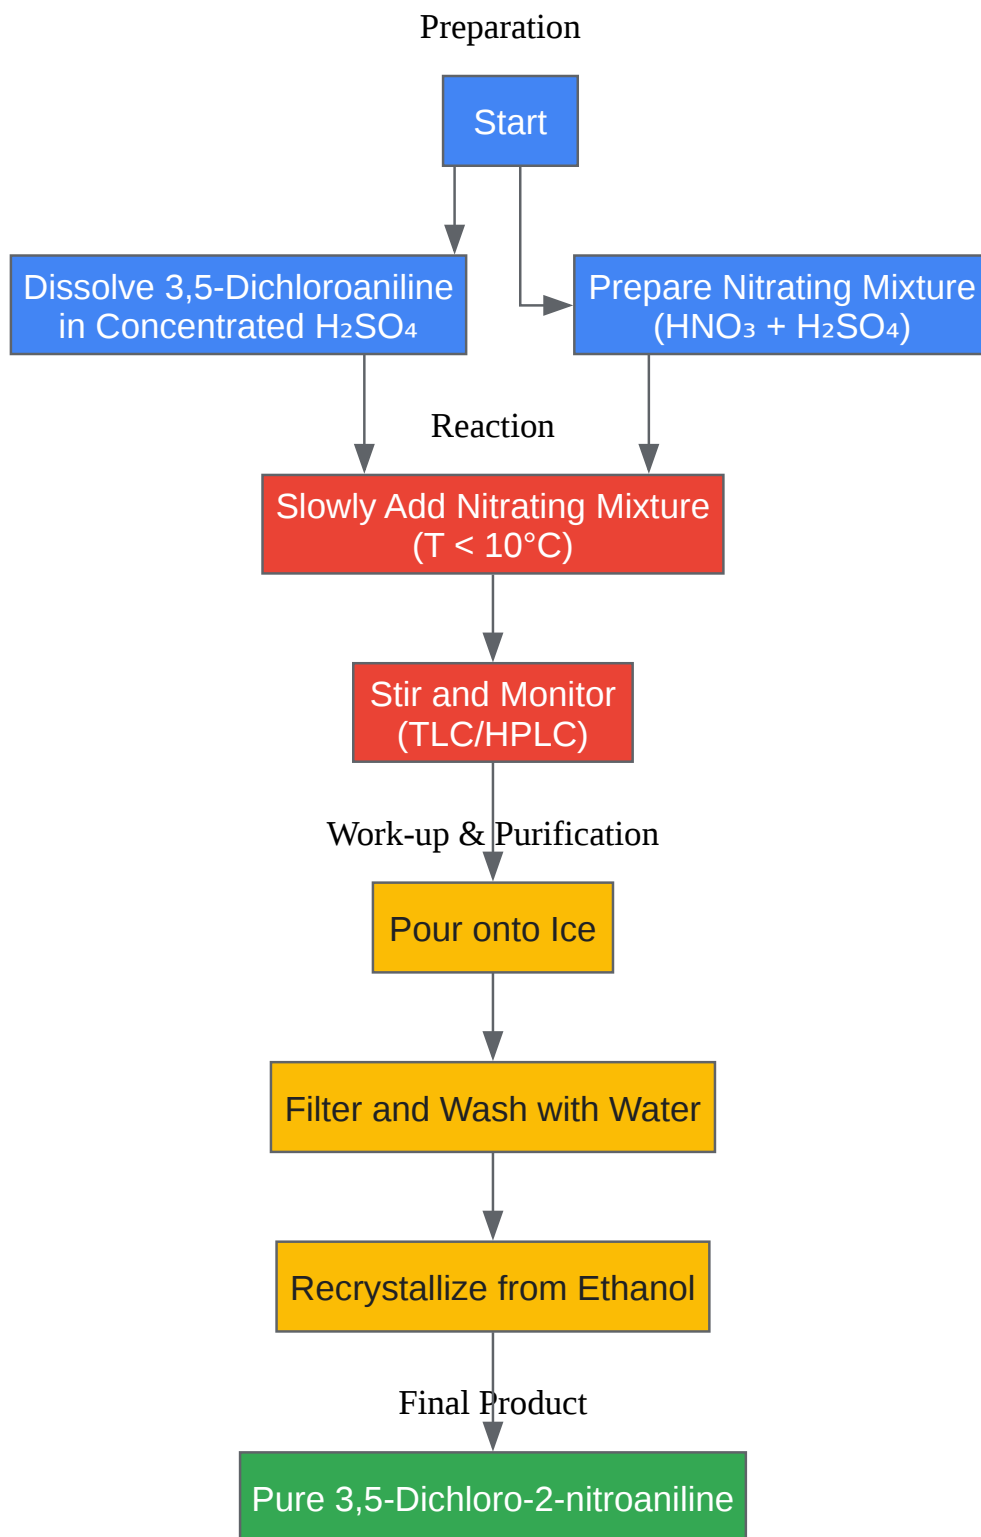 Preparation
Start
Dissolve 3,5-Dichloroaniline
in Concentrated H₂SO₄
Prepare Nitrating Mixture
(HNO₃ + H₂SO₄)
Reaction
Slowly Add Nitrating Mixture
(T < 10°C)
Stir and Monitor
(TLC/HPLC)
Work-up & Purification
Pour onto Ice
Filter and Wash with Water
Recrystallize from Ethanol
Final Product
Pure 3,5-Dichloro-2-nitroaniline